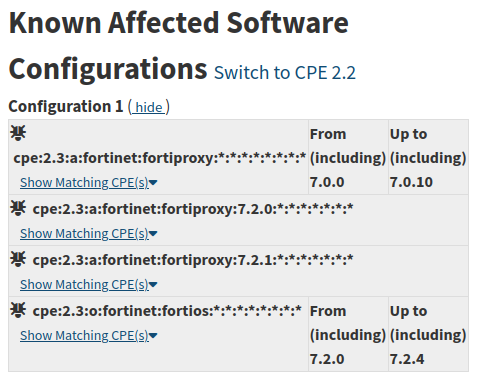 Known Affected Software
Configurations Switch to CPE 2.2
Configuration 1 ( hide )
cpe:2.3:a:fortinet:fortiproxy:*:*:*:*:*:*:*:*
From
(including)
7.0.0
Up to
(including)
7.0.10
Show Matching CPE(s)
cpe:2.3:a:fortinet:fortiproxy:7.2.0:*:*:*:*:*:*:*
Show Matching CPE(s)
cpe:2.3:a:fortinet:fortiproxy:7.2.1:*:*:*:*:*:*:*
Show Matching CPE(s)
cpe:2.3:o:fortinet:fortios:*:*:*:*:*:*:*:*
Show Matching CPE(s)
From
(including)
7.2.0
Up to
(including)
7.2.4